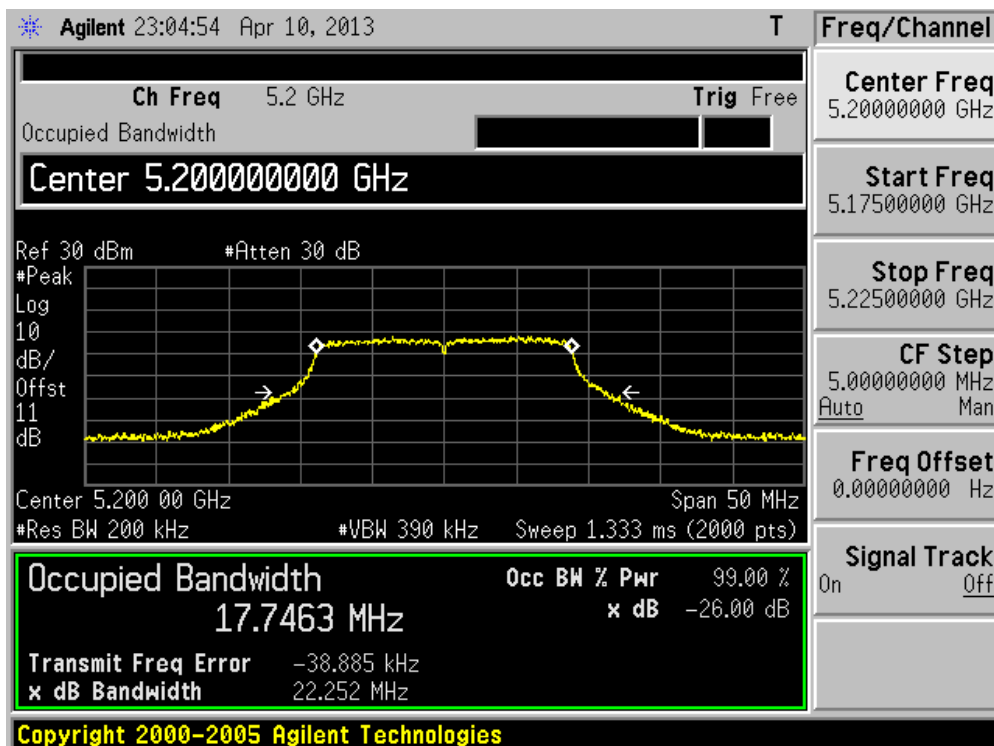 Agilent 23:04:54 Apr 10, 2013 T
Freq/Channel
Ch Freq 5.2 GHz Trig Free
Occupied Bandwidth
Center 5.200000000 GHz
Ref 30 dBm #Atten 30 dB
#Peak
Log
10
dB/
Offst
11
dB
Center 5.200 00 GHz Span 50 MHz
#Res BW 200 kHz #VBW 390 kHz Sweep 1.333 ms (2000 pts)
Occupied Bandwidth
17.7463 MHz
Occ BW % Pwr 99.00 %
x dB -26.00 dB
Transmit Freq Error -38.885 kHz
x dB Bandwidth 22.252 MHz
Center Freq
5.20000000 GHz
Start Freq
5.17500000 GHz
Stop Freq
5.22500000 GHz
CF Step
5.00000000 MHz
Auto Man
Freq Offset
0.00000000 Hz
Signal Track
On Off
Copyright 2000-2005 Agilent Technologies